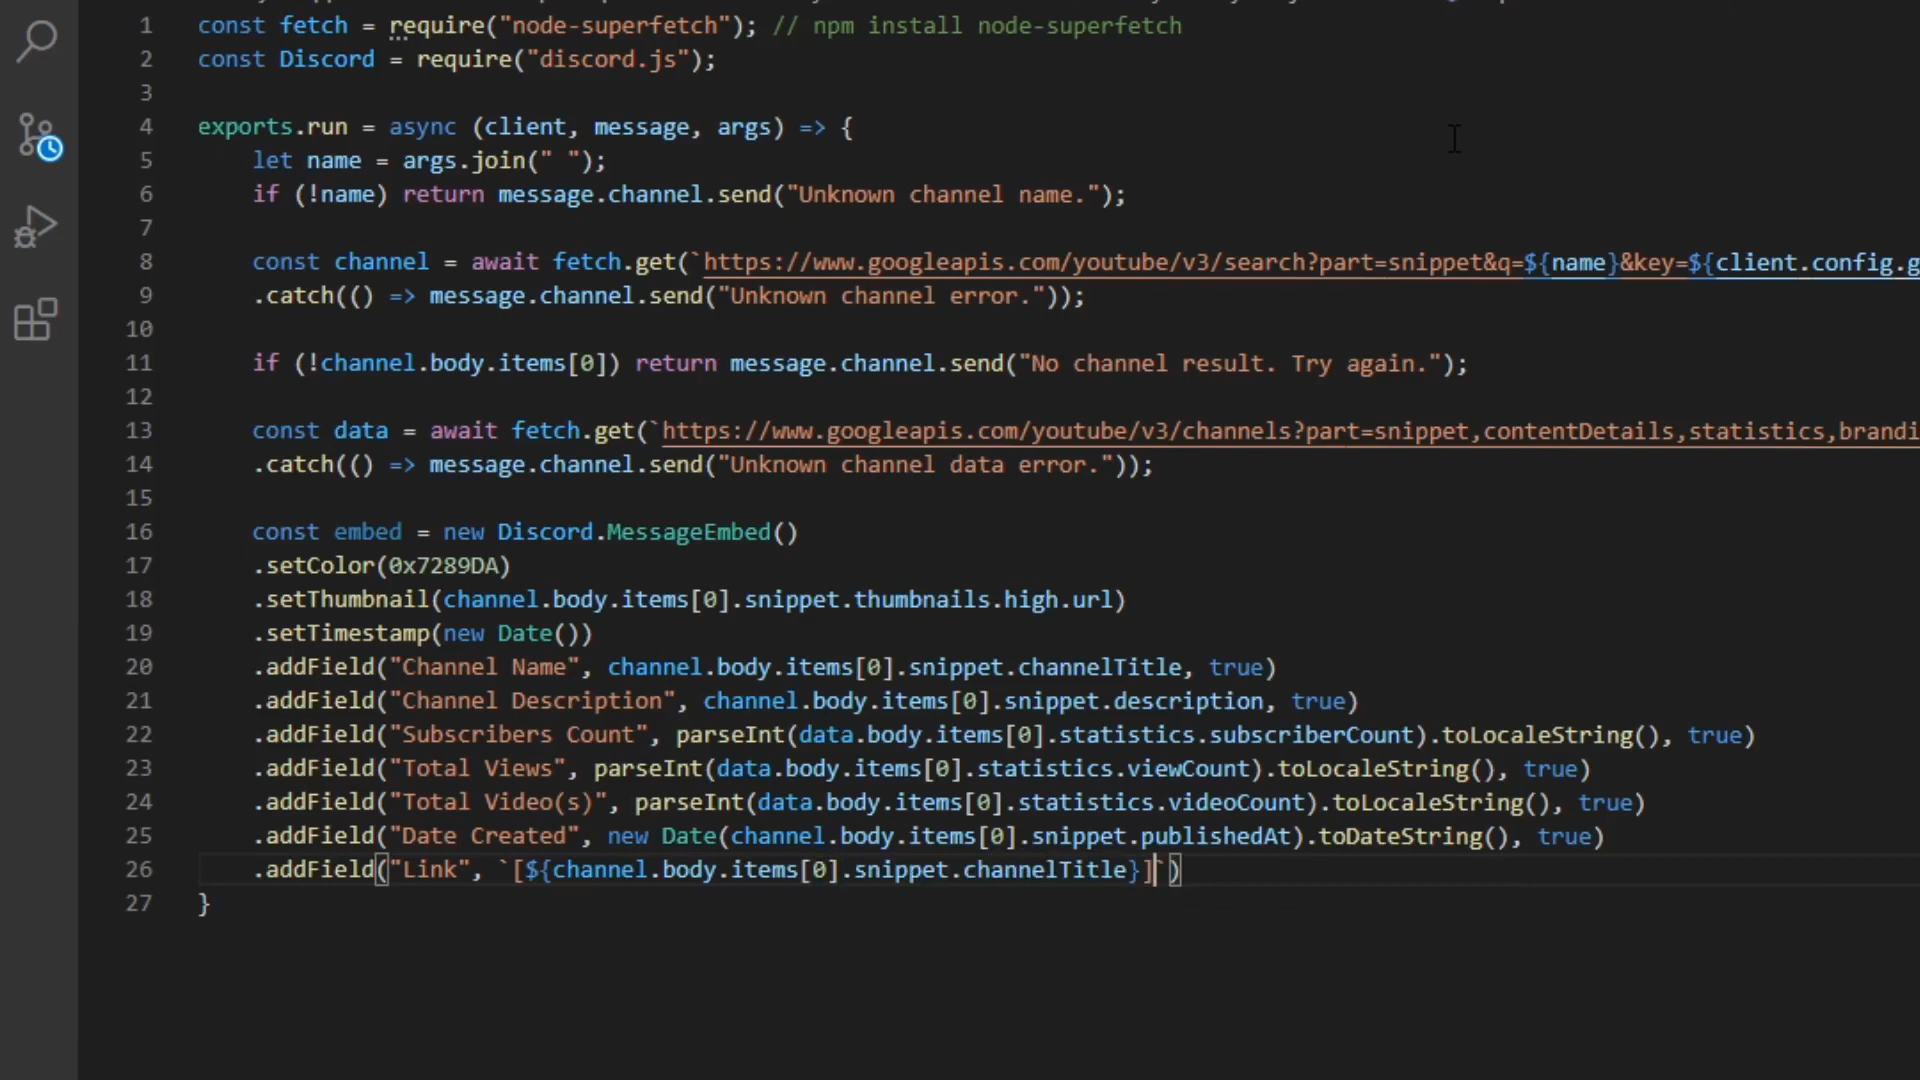 1 const fetch = require("node-superfetch"); // npm install node-superfetch
2 const Discord = require("discord.js");
3
4 exports.run = async (client, message, args) => {
5 let name = args.join(" ");
6 if (!name) return message.channel.send("Unknown channel name.");
7
8 const channel = await fetch.get(`https://www.googleapis.com/youtube/v3/search?part=snippet&q=${name}&key=${client.config.g
9 .catch(() => message.channel.send("Unknown channel error."));
10
11 if (!channel.body.items[0]) return message.channel.send("No channel result. Try again.");
12
13 const data = await fetch.get(`https://www.googleapis.com/youtube/v3/channels?part=snippet,contentDetails,statistics,brandi
14 .catch(() => message.channel.send("Unknown channel data error."));
15
16 const embed = new Discord.MessageEmbed()
17 .setColor(0x7289DA)
18 .setThumbnail(channel.body.items[0].snippet.thumbnails.high.url)
19 .setTimestamp(new Date())
20 .addField("Channel Name", channel.body.items[0].snippet.channelTitle, true)
21 .addField("Channel Description", channel.body.items[0].snippet.description, true)
22 .addField("Subscribers Count", parseInt(data.body.items[0].statistics.subscriberCount).toLocaleString(), true)
23 .addField("Total Views", parseInt(data.body.items[0].statistics.viewCount).toLocaleString(), true)
24 .addField("Total Video(s)", parseInt(data.body.items[0].statistics.videoCount).toLocaleString(), true)
25 .addField("Date Created", new Date(channel.body.items[0].snippet.publishedAt).toDateString(), true)
26 .addField("Link", `[${channel.body.items[0].snippet.channelTitle}]`)
27 }